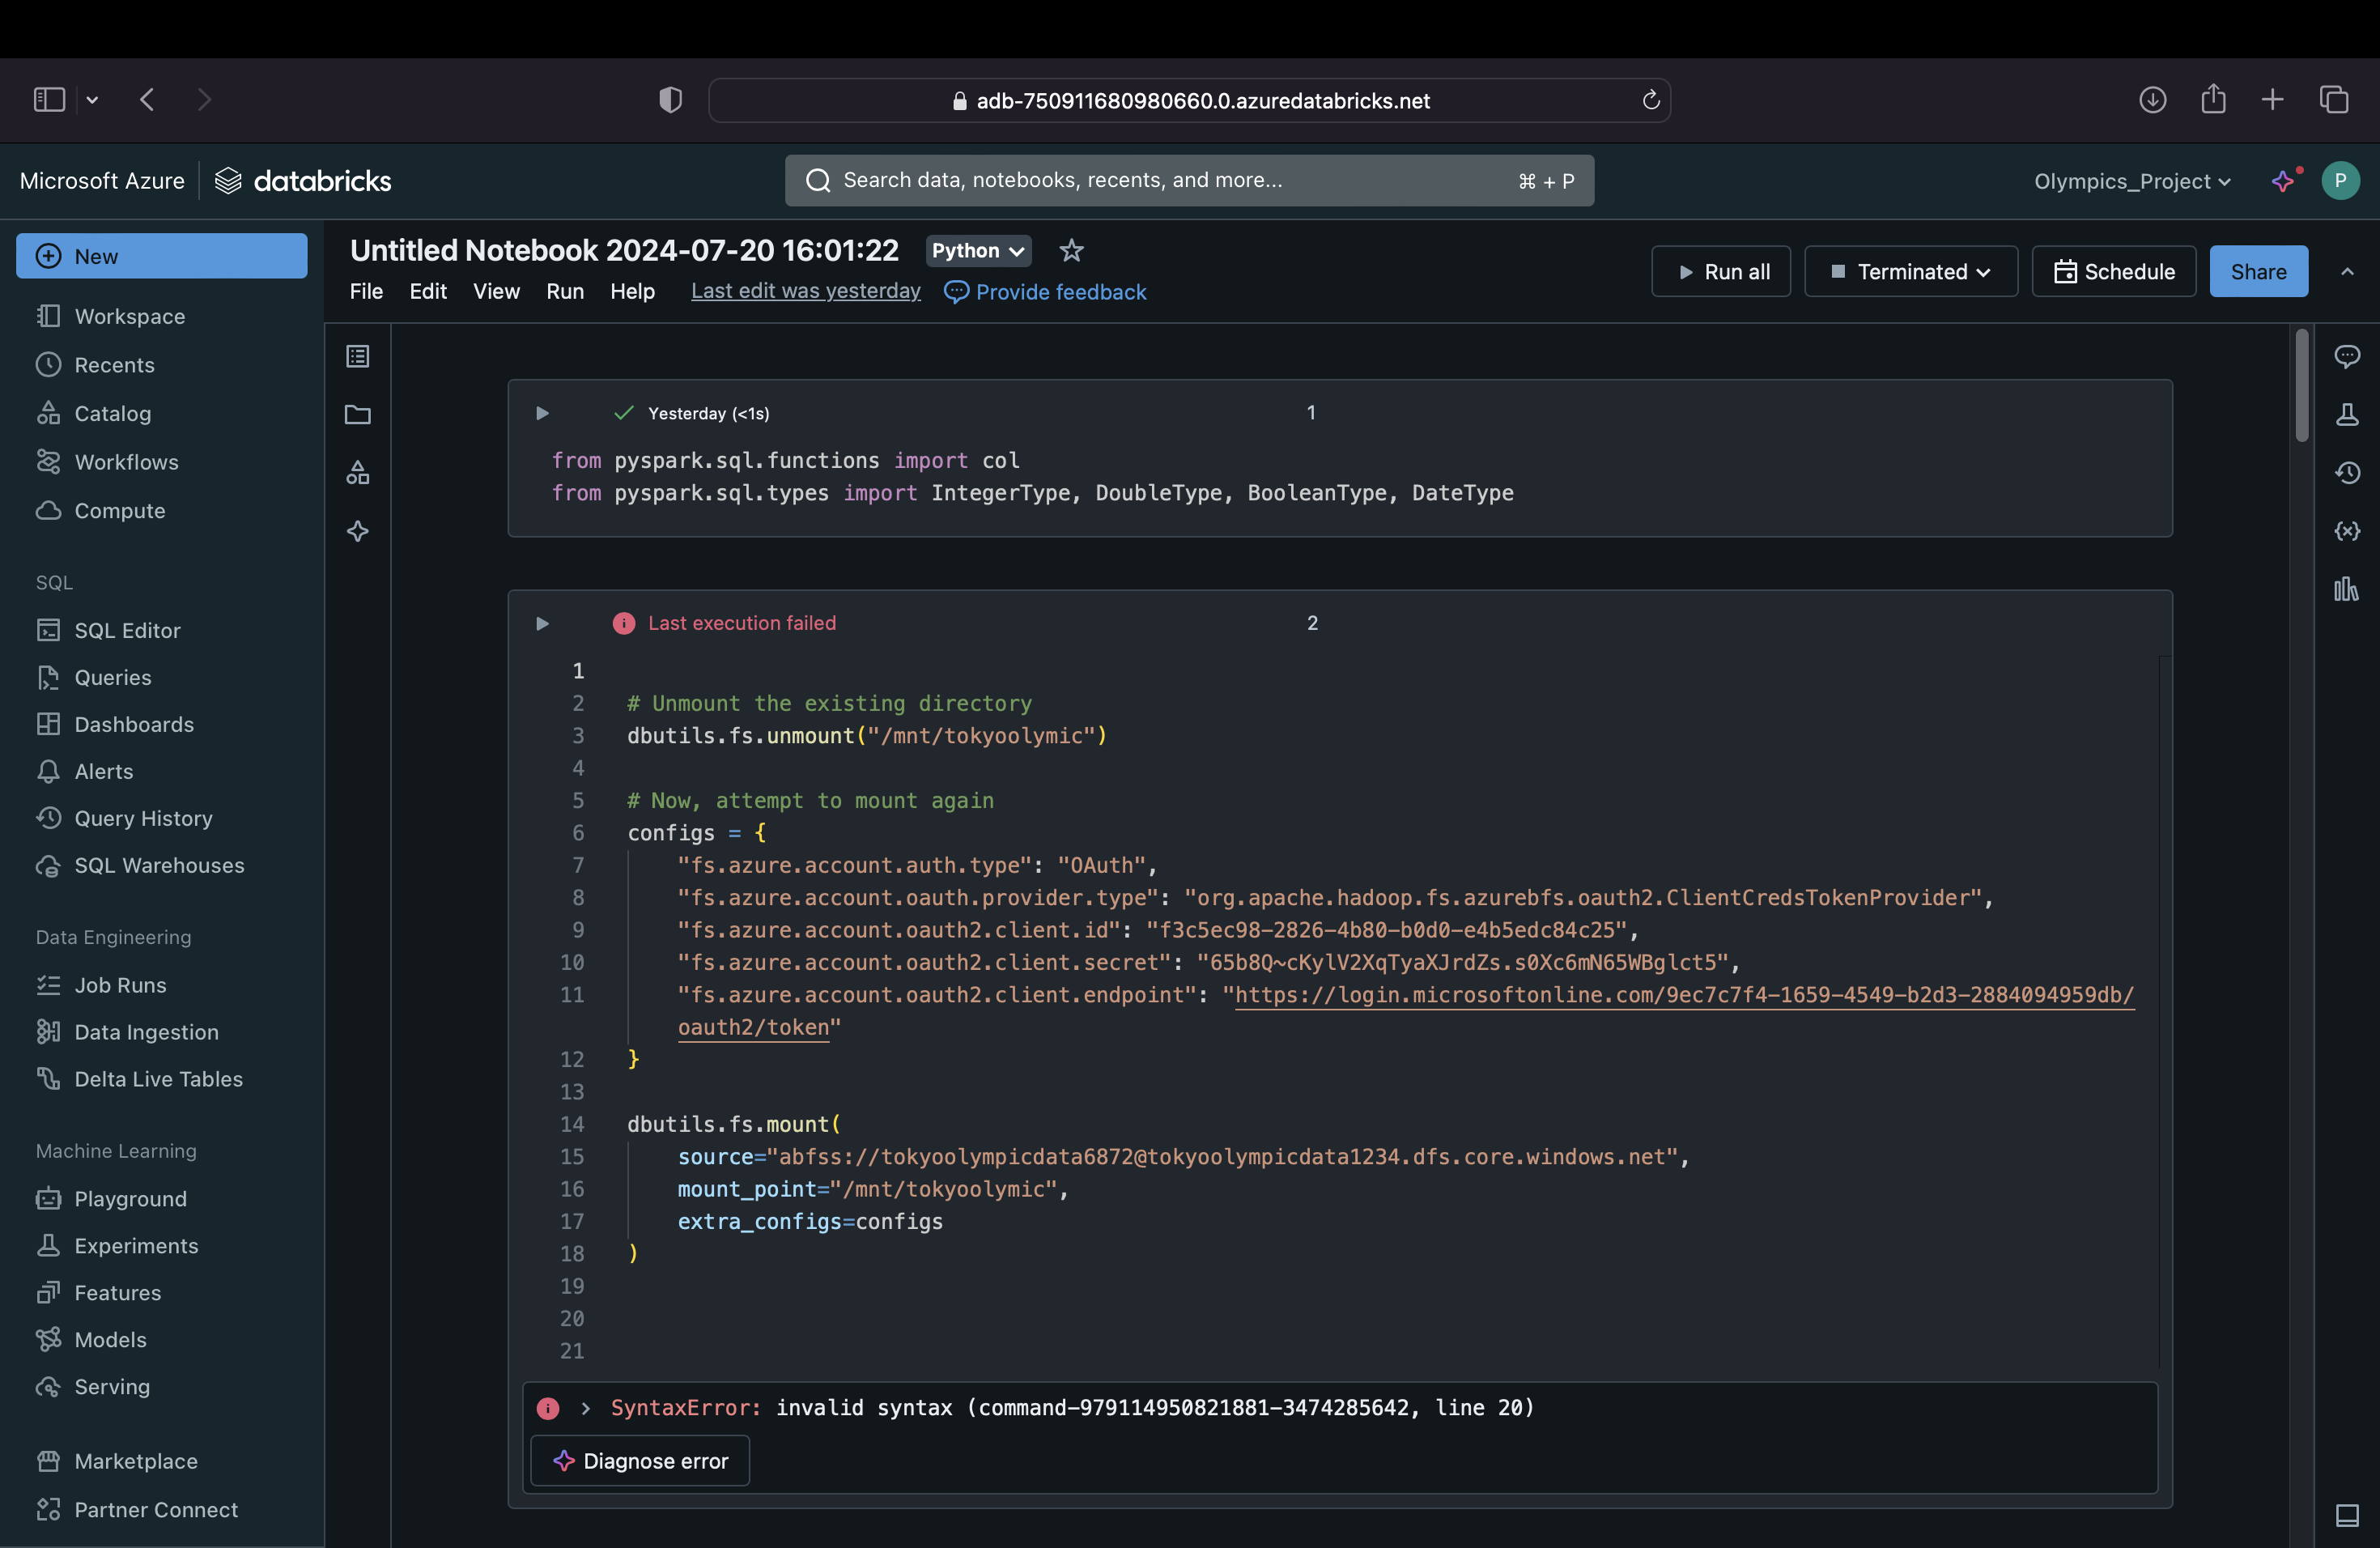 adb-750911680980660.0.azuredatabricks.net
Microsoft Azure
databricks
Search data, notebooks, recents, and more...
⌘ + P
Olympics_Project
P
New
Workspace
Recents
Catalog
Workflows
Compute
SQL
SQL Editor
Queries
Dashboards
Alerts
Query History
SQL Warehouses
Data Engineering
Job Runs
Data Ingestion
Delta Live Tables
Machine Learning
Playground
Experiments
Features
Models
Serving
Marketplace
Partner Connect
Untitled Notebook 2024-07-20 16:01:22
Python
File Edit View Run Help Last edit was yesterday Provide feedback
Run all
Terminated
Schedule
Share
Yesterday (<1s)
1
from pyspark.sql.functions import col
from pyspark.sql.types import IntegerType, DoubleType, BooleanType, DateType
Last execution failed
2
1
2 # Unmount the existing directory
3 dbutils.fs.unmount("/mnt/tokyoolymic")
4
5 # Now, attempt to mount again
6 configs = {
7 "fs.azure.account.auth.type": "OAuth",
8 "fs.azure.account.oauth.provider.type": "org.apache.hadoop.fs.azurebfs.oauth2.ClientCredsTokenProvider",
9 "fs.azure.account.oauth2.client.id": "f3c5ec98-2826-4b80-b0d0-e4b5edc84c25",
10 "fs.azure.account.oauth2.client.secret": "65b8Q~cKylV2XqTyaXJrdZs.s0Xc6mN65WBglct5",
11 "fs.azure.account.oauth2.client.endpoint": "https://login.microsoftonline.com/9ec7c7f4-1659-4549-b2d3-2884094959db/
oauth2/token"
12 }
13
14 dbutils.fs.mount(
15 source="abfss://tokyoolympicdata6872@tokyoolympicdata1234.dfs.core.windows.net",
16 mount_point="/mnt/tokyoolymic",
17 extra_configs=configs
18 )
19
20
21
SyntaxError: invalid syntax (command-979114950821881-3474285642, line 20)
Diagnose error